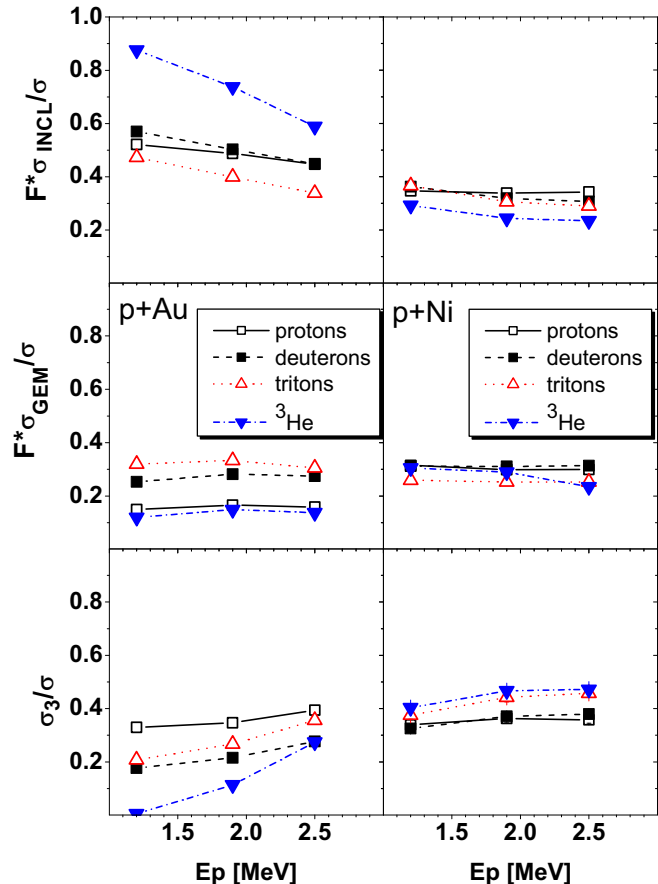 F*σ INCL/σ
1.0
0.8
0.6
0.4
0.2
p+Au
protons
deuterons
tritons
³He
p+Ni
protons
deuterons
tritons
³He
F*σGEM/σ
0.8
0.6
0.4
0.2
σ3/σ
0.8
0.6
0.4
0.2
1.5 2.0 2.5
1.5 2.0 2.5
Ep [MeV]
Ep [MeV]